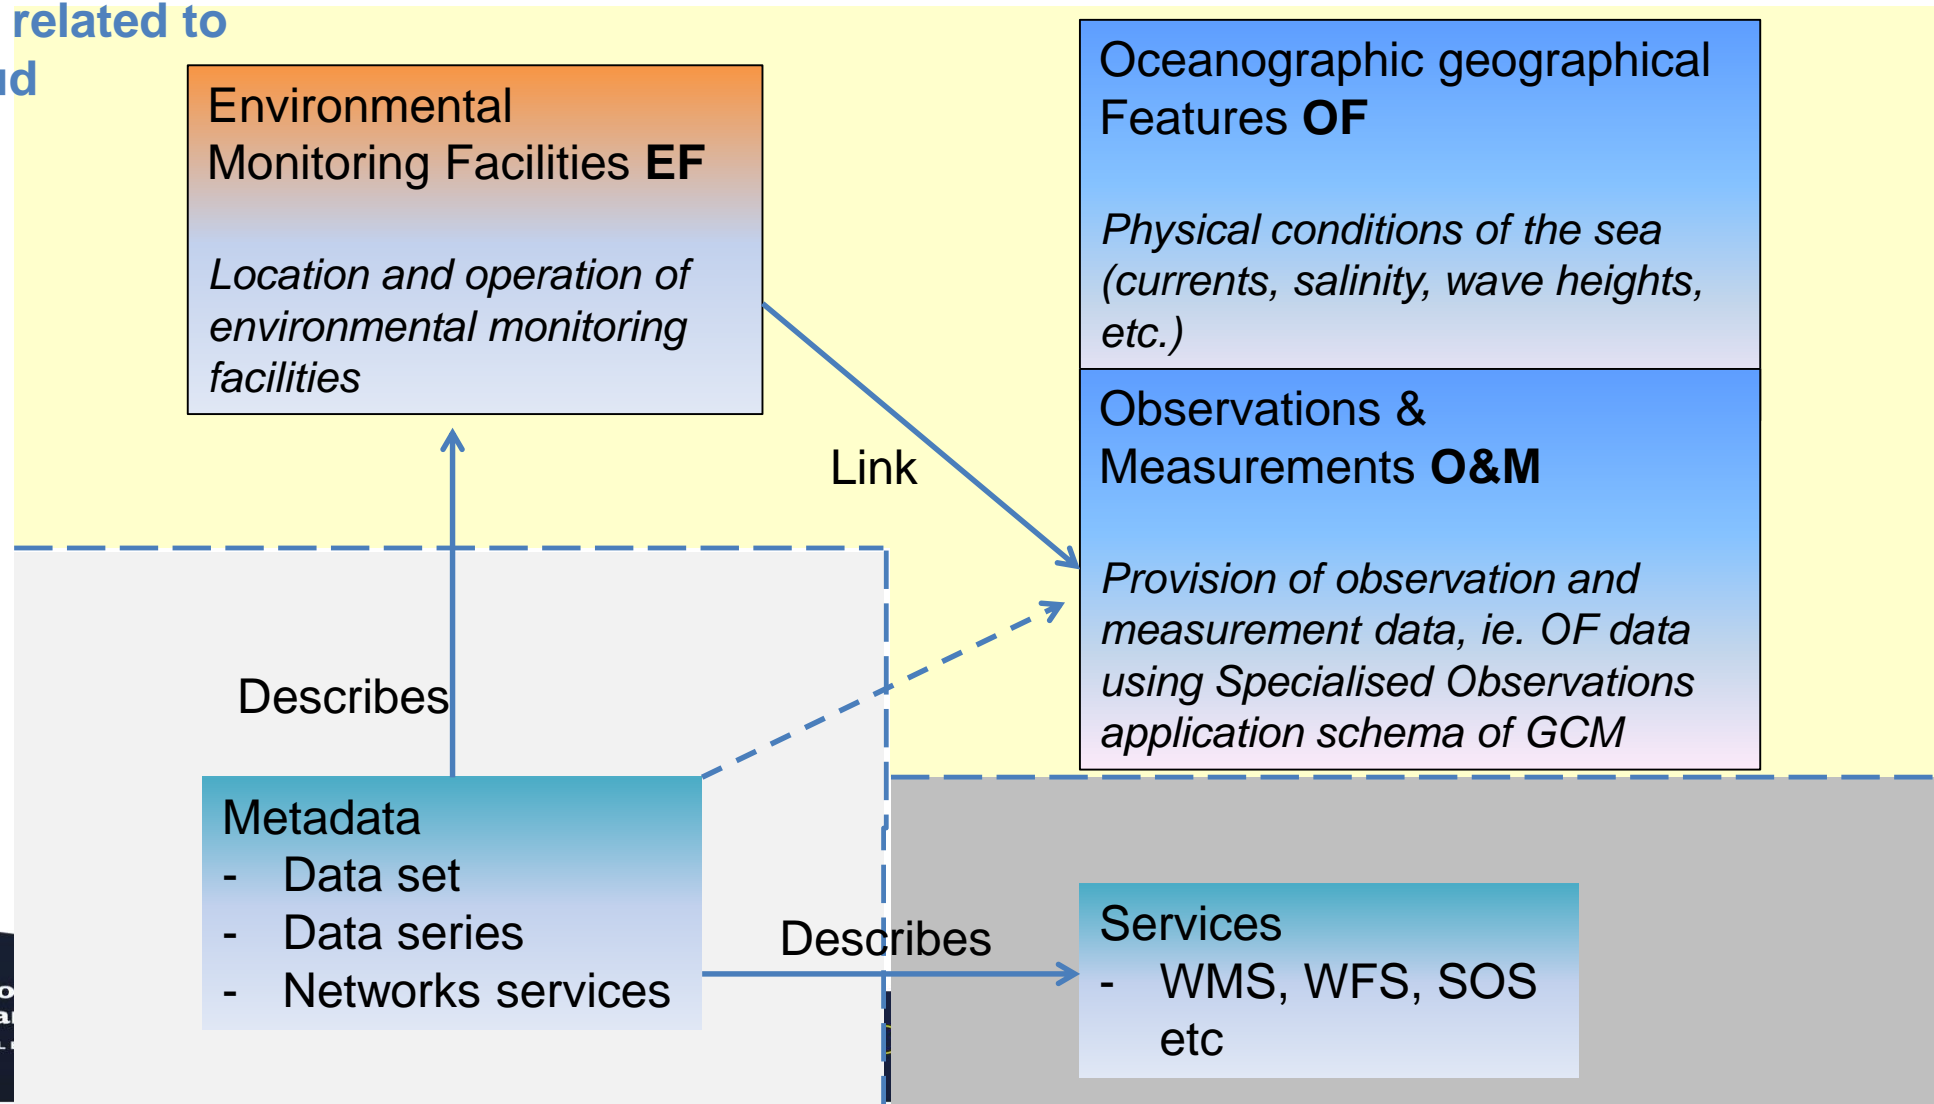 related to
Environmental
Monitoring Facilities EF
Location and operation of
environmental monitoring
facilities
Oceanographic geographical
Features OF
Physical conditions of the sea
(currents, salinity, wave heights,
etc.)
Observations &
Measurements O&M
Provision of observation and
measurement data, ie. OF data
using Specialised Observations
application schema of GCM
Link
Describes
Metadata
- Data set
- Data series
- Networks services
Describes
Services
- WMS, WFS, SOS
etc